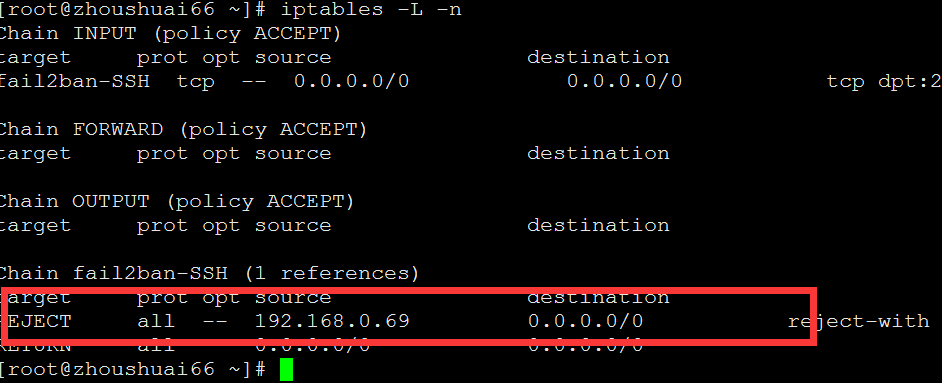 [root@zhoushuai66 ~]# iptables -L -n
Chain INPUT (policy ACCEPT)
target prot opt source destination
fail2ban-SSH tcp -- 0.0.0.0/0 0.0.0.0/0 tcp dpt:2
Chain FORWARD (policy ACCEPT)
target prot opt source destination
Chain OUTPUT (policy ACCEPT)
target prot opt source destination
Chain fail2ban-SSH (1 references)
target prot opt source destination
REJECT all -- 192.168.0.69 0.0.0.0/0 reject-with
RETURN all -- 0.0.0.0/0 0.0.0.0/0
[root@zhoushuai66 ~]#